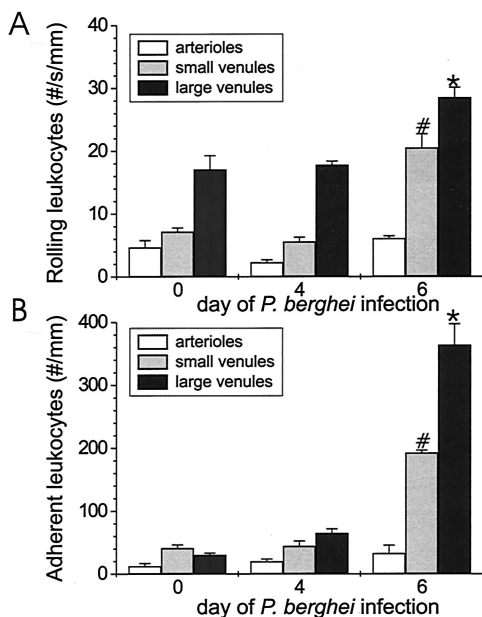 A
Rolling leukocytes (#/s/mm)
40
30
20
10
0
arterioles
small venules
large venules
#
*
0 4 6
day of P. berghei infection
B
Adherent leukocytes (#/mm)
400
300
200
100
0
arterioles
small venules
large venules
#
*
0 4 6
day of P. berghei infection